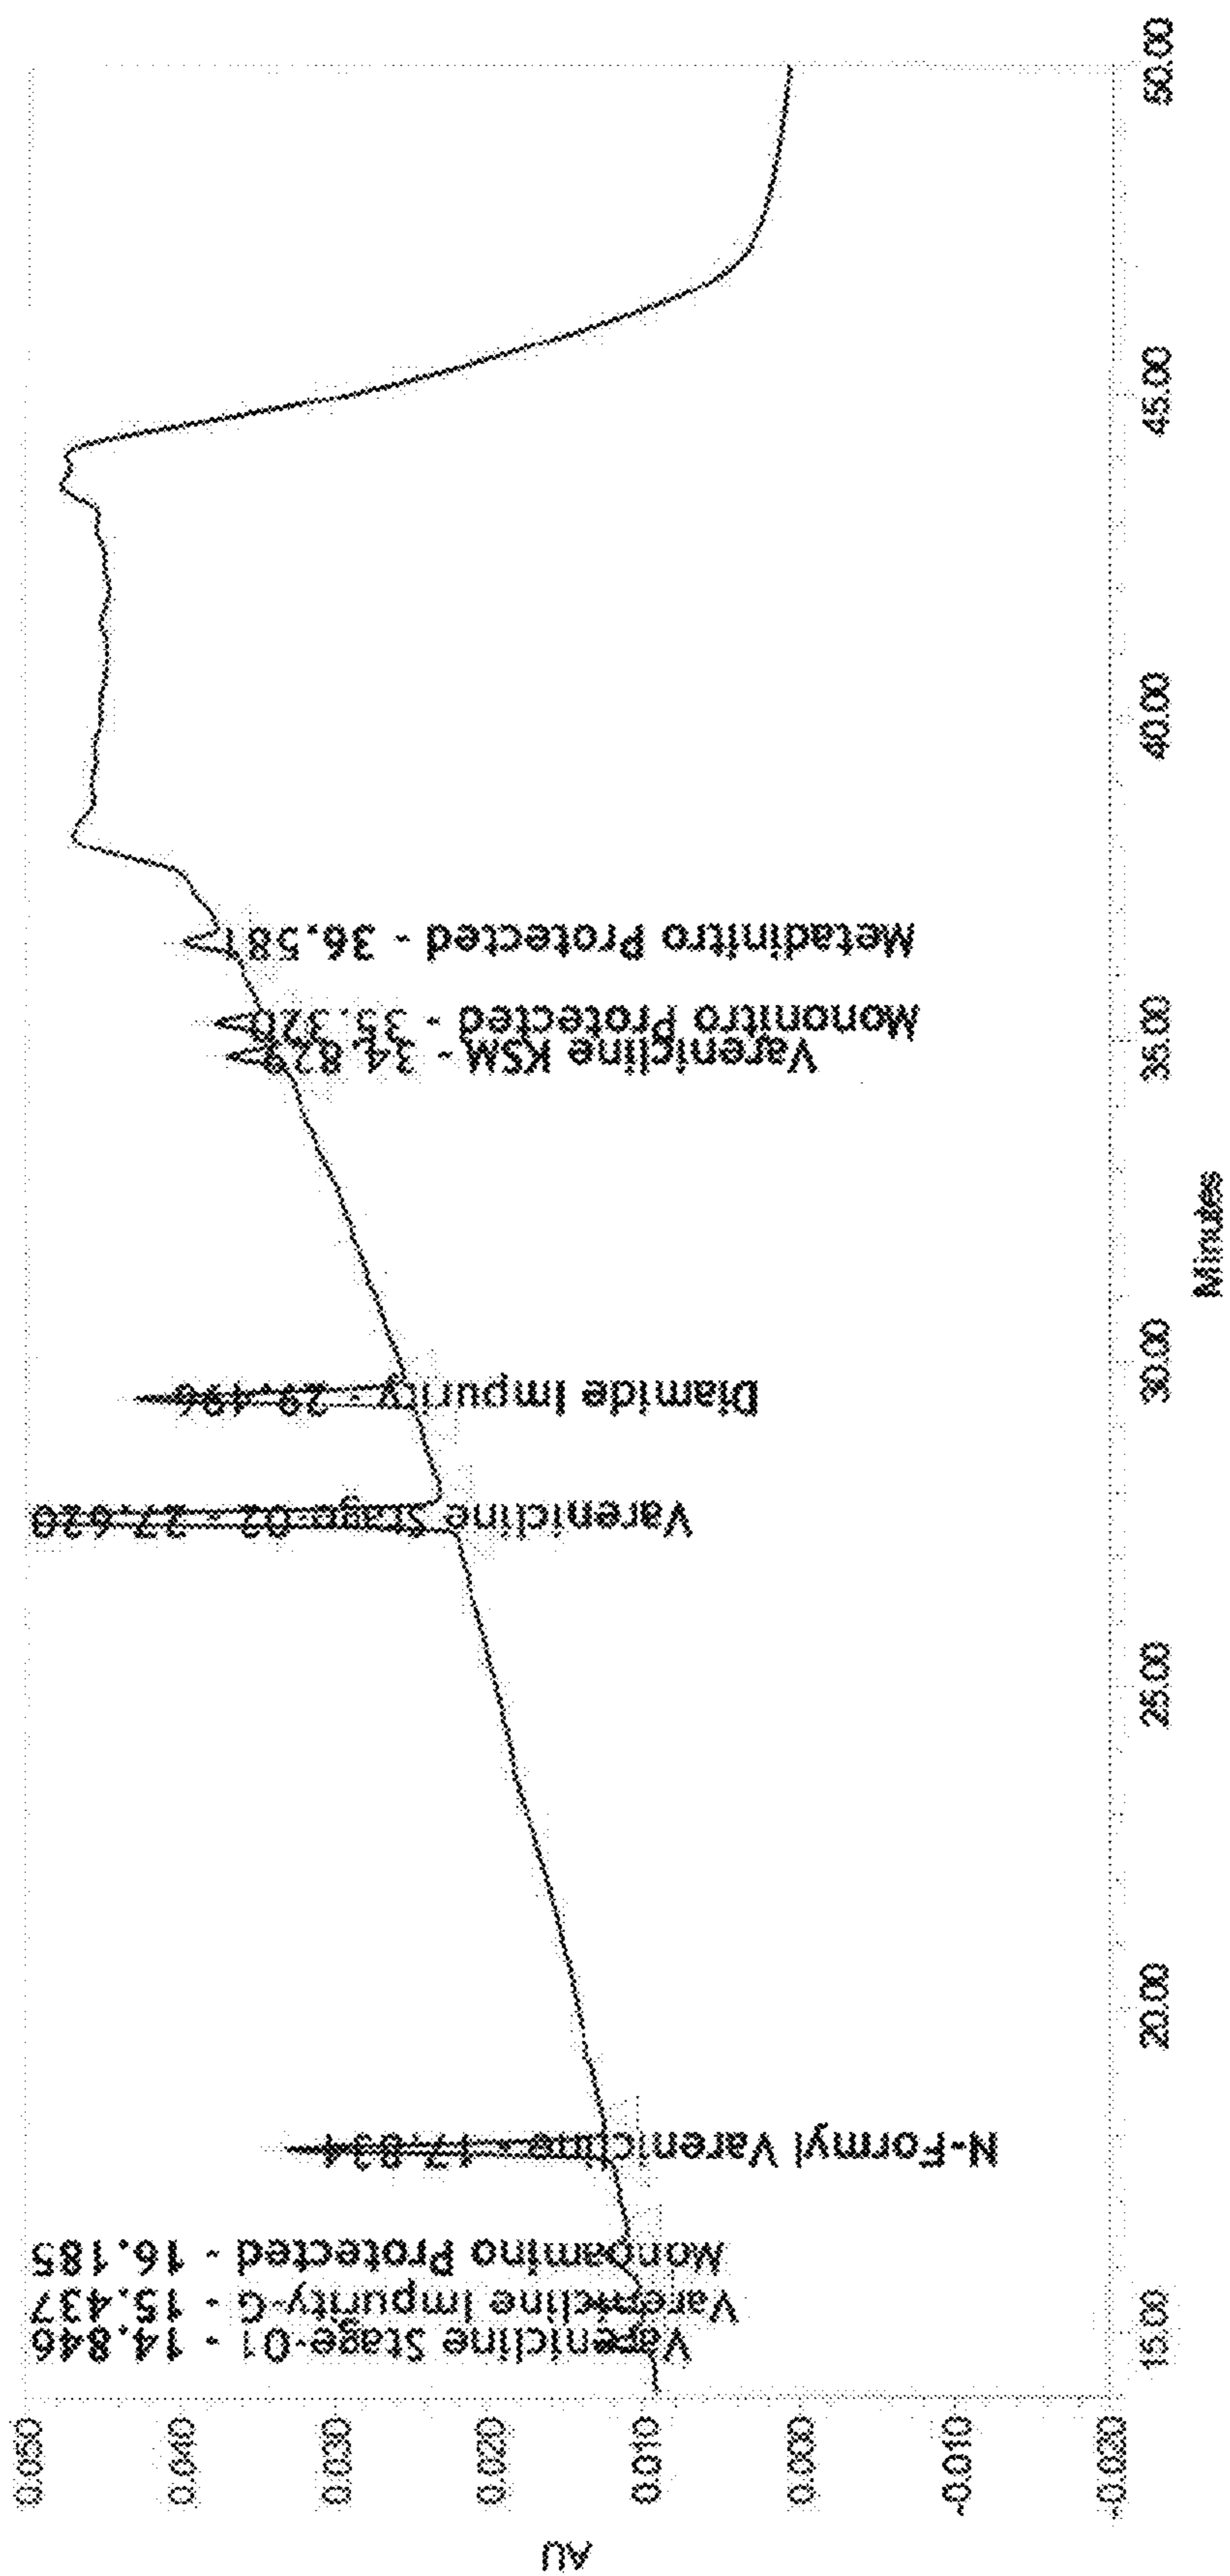 AU
0.050
0.040
0.030
0.020
0.010
0.000
-0.010
-0.020
Varenicline Stage-01 - 14.846
Varenicline Impurity-G - 15.437
Monoamino Protected - 16.185
N-Formyl Varenicline - 17.834
Varenicline Stage-02 - 27.620
Diamide Impurity - 29.496
Varenicline KSM - 34.829
Mononitro Protected - 35.320
Metadinitro Protected - 36.581
15.00
20.00
25.00
30.00
35.00
40.00
45.00
50.00
Minutes